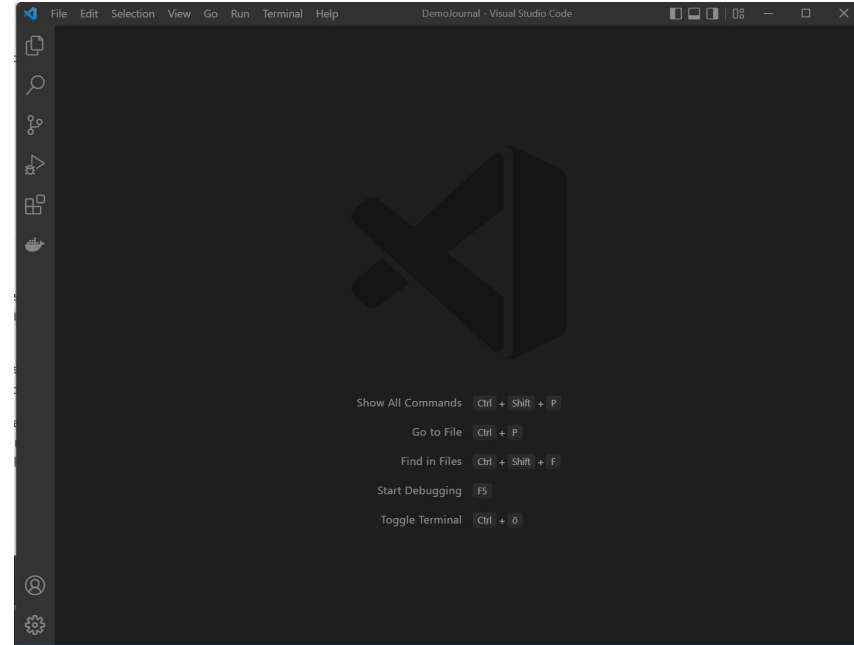 File Edit Selection View Go Run Terminal Help DemoJournal - Visual Studio Code
Show All Commands Ctrl + Shift + P
Go to File Ctrl + P
Find in Files Ctrl + Shift + F
Start Debugging F5
Toggle Terminal Ctrl + ö